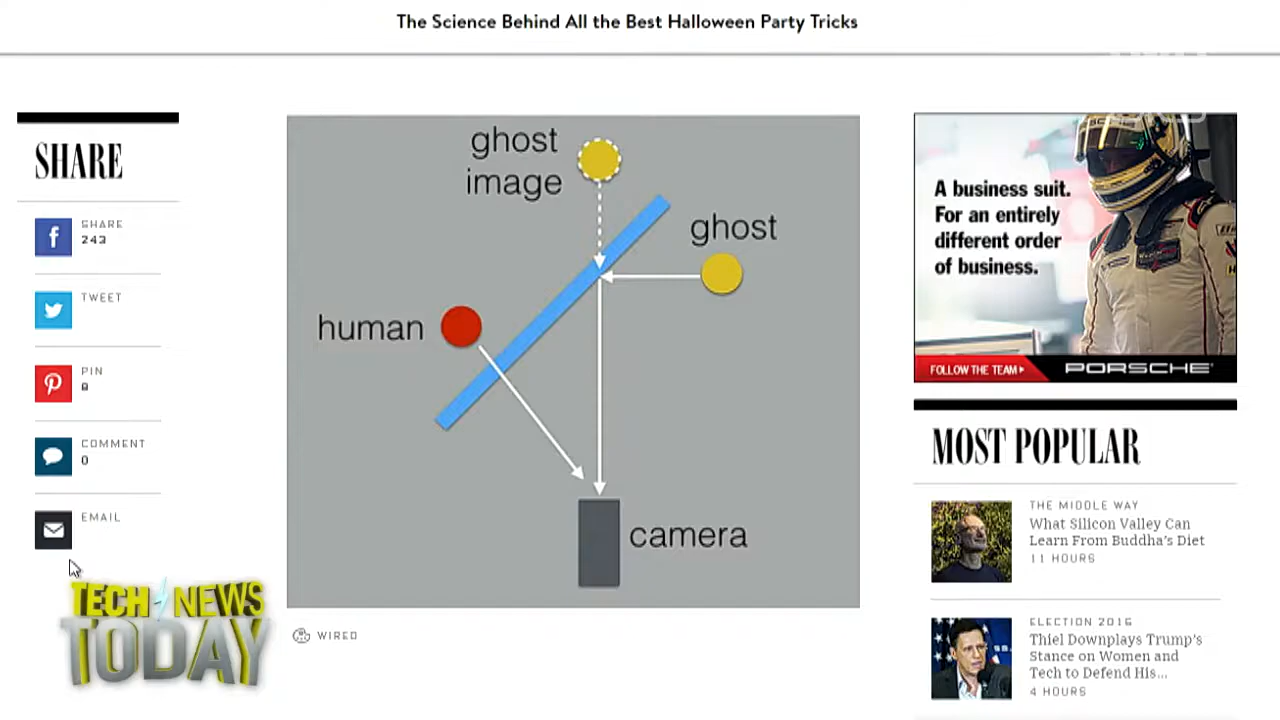 The Science Behind All the Best Halloween Party Tricks
SHARE
SHARE
243
TWEET
PIN
8
COMMENT
0
EMAIL
TECH NEWS
TODAY
ghost
image
ghost
human
camera
WIRED
A business suit.
For an entirely
different order
of business.
FOLLOW THE TEAM
PORSCHE
MOST POPULAR
THE MIDDLE WAY
What Silicon Valley Can
Learn From Buddha's Diet
11 HOURS
ELECTION 2016
Thiel Downplays Trump's
Stance on Women and
Tech to Defend His...
4 HOURS